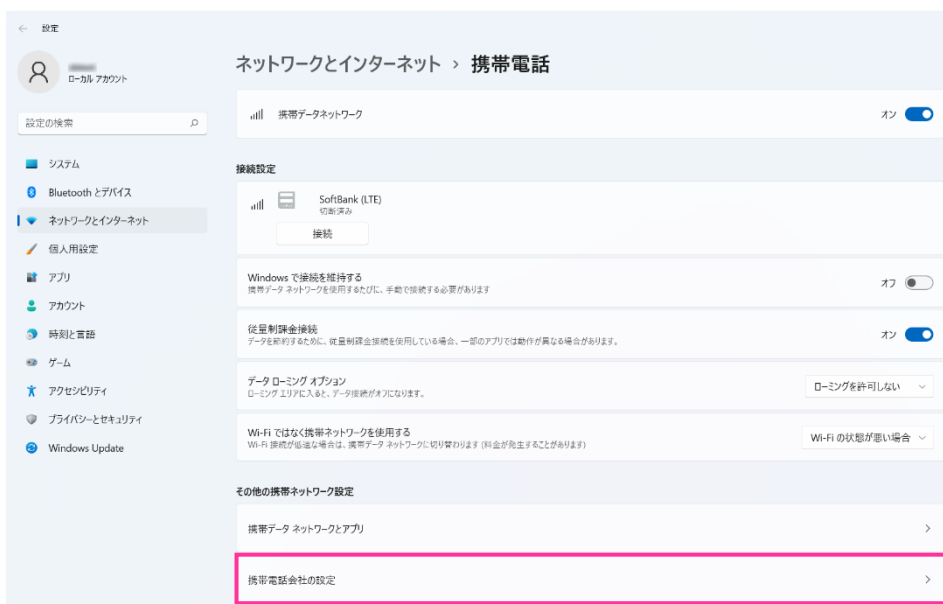 ← 設定
ローカル アカウント
設定の検索
システム
Bluetooth とデバイス
ネットワークとインターネット
個人用設定
アプリ
アカウント
時刻と言語
ゲーム
アクセシビリティ
プライバシーとセキュリティ
Windows Update
ネットワークとインターネット › 携帯電話
携帯データネットワーク オン
接続設定
SoftBank (LTE)
切断済み
接続
Windows で接続を維持する オフ
携帯データ ネットワークを使用するたびに、手動で接続する必要があります
従量制課金接続 オン
データを節約するために、従量制課金接続を使用している場合、一部のアプリでは動作が異なる場合があります。
データ ローミング オプション ローミングを許可しない
ローミング エリアに入ると、データ接続がオフになります。
Wi-Fi ではなく携帯ネットワークを使用する Wi-Fi の状態が悪い場合
Wi-Fi 接続が低速な場合は、携帯データ ネットワークに切り替わります (料金が発生することがあります)
その他の携帯ネットワーク設定
携帯データ ネットワークとアプリ
携帯電話会社の設定